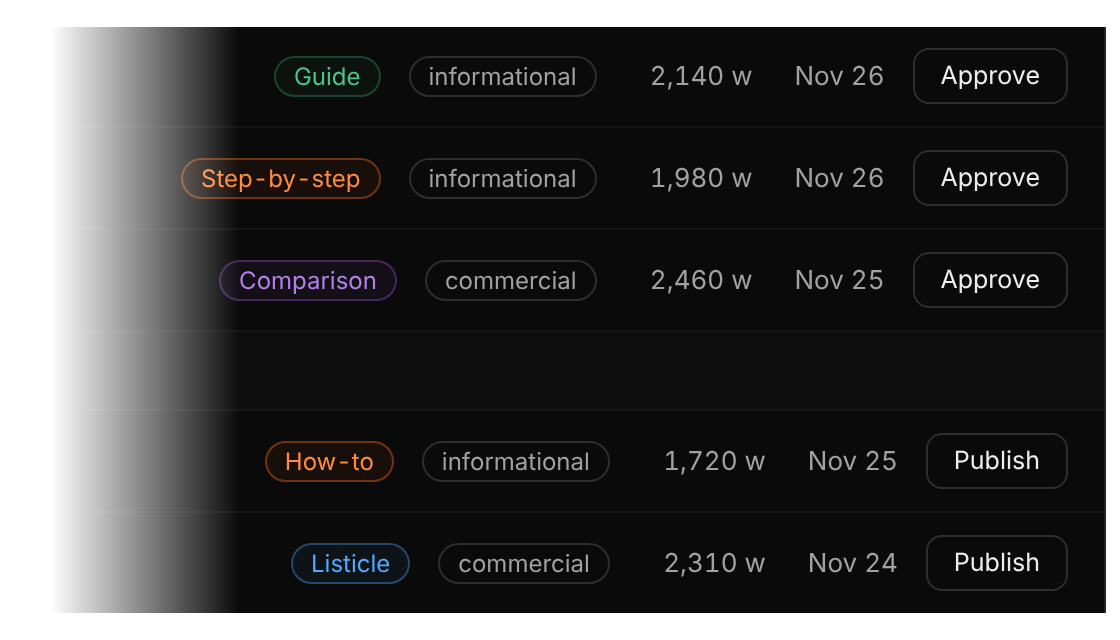 Guide informational 2,140 w Nov 26 Approve
Step-by-step informational 1,980 w Nov 26 Approve
Comparison commercial 2,460 w Nov 25 Approve
How-to informational 1,720 w Nov 25 Publish
Listicle commercial 2,310 w Nov 24 Publish